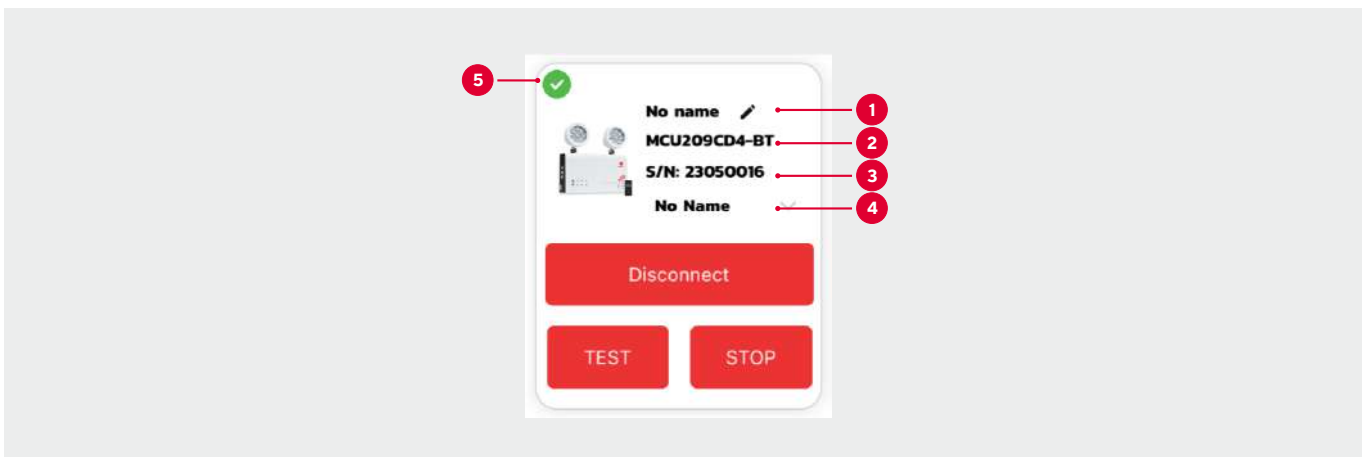 5
No name
1
MCU209CD4-BT
2
S/N: 23050016
3
No Name
4
Disconnect
TEST
STOP